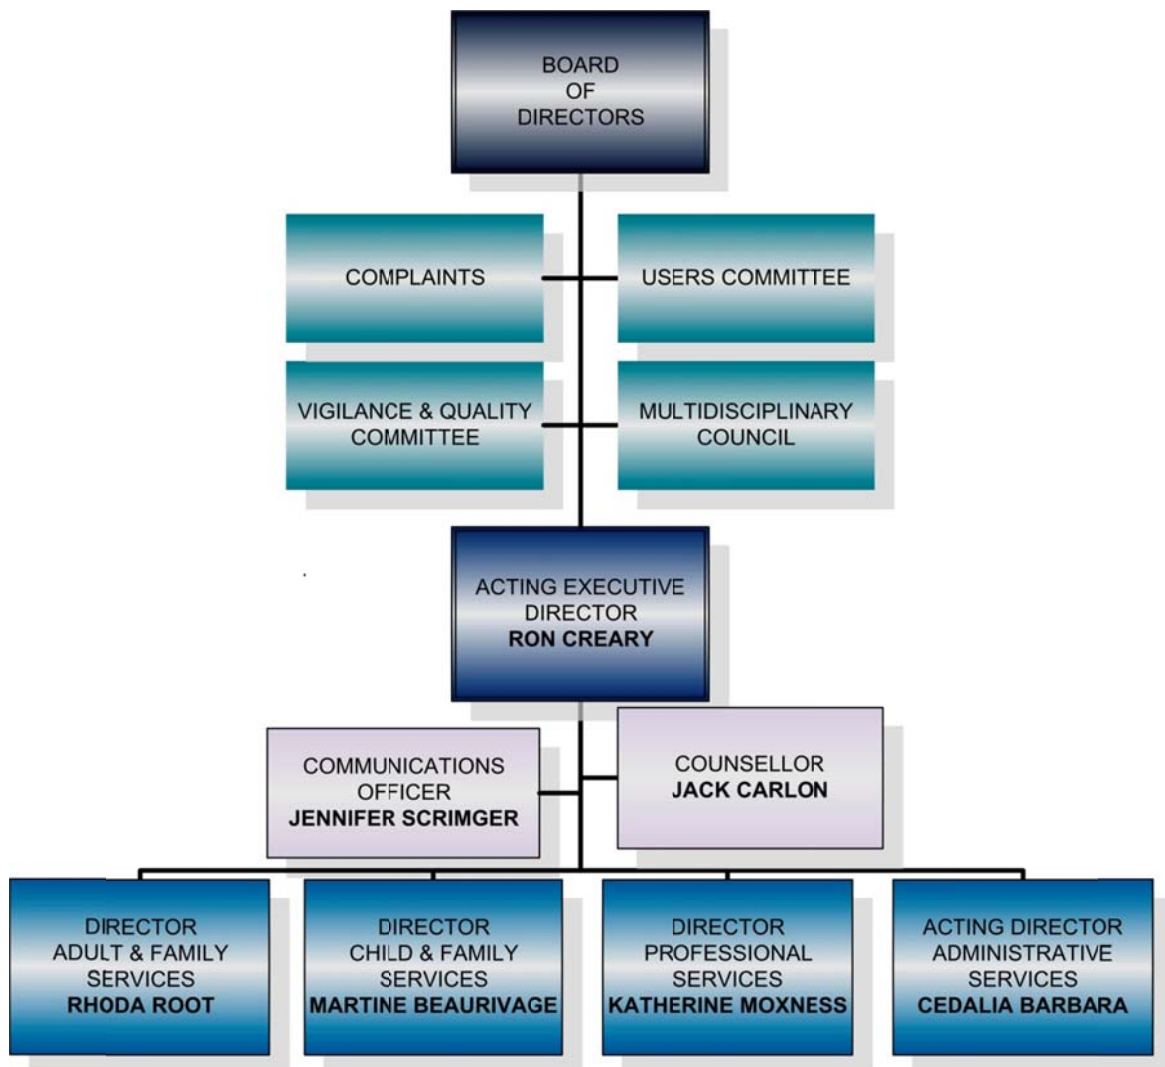 BOARD
OF
DIRECTORS
COMPLAINTS
USERS COMMITTEE
VIGILANCE & QUALITY
COMMITTEE
MULTIDISCIPLINARY
COUNCIL
ACTING EXECUTIVE
DIRECTOR
RON CREARY
COMMUNICATIONS
OFFICER
JENNIFER SCRIMGER
COUNSELLOR
JACK CARLON
DIRECTOR
ADULT & FAMILY
SERVICES
RHODA ROOT
DIRECTOR
CHILD & FAMILY
SERVICES
MARTINE BEAURIVAGE
DIRECTOR
PROFESSIONAL
SERVICES
KATHERINE MOXNESS
ACTING DIRECTOR
ADMINISTRATIVE
SERVICES
CEDALIA BARBARA